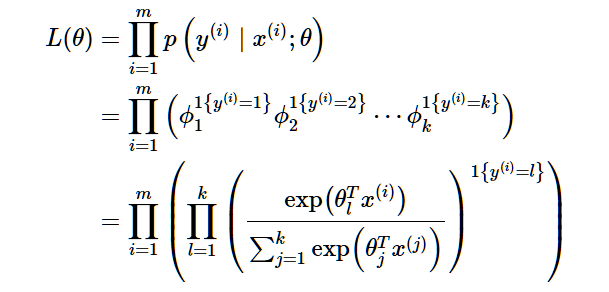 L(θ) = ∏_{i=1}^{m} p (y^{(i)} | x^{(i)}; θ)
= ∏_{i=1}^{m} (ϕ_1^{1{y^{(i)}=1}} ϕ_2^{1{y^{(i)}=2}} ⋯ ϕ_k^{1{y^{(i)}=k}})
= ∏_{i=1}^{m} (∏_{l=1}^{k} (exp(θ_l^T x^{(i)}) / ∑_{j=1}^{k} exp(θ_j^T x^{(j)}))^{1{y^{(i)}=l}})